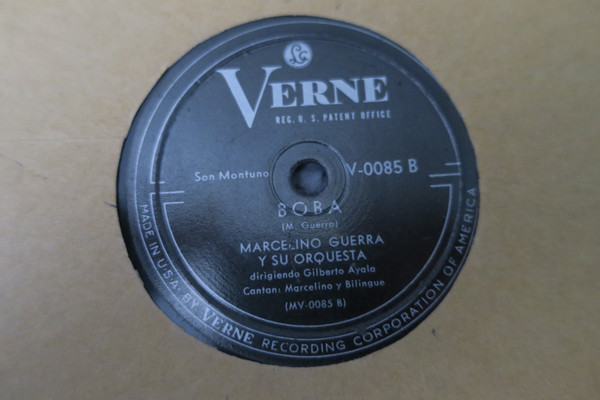 VERNE
REG. U. S. PATENT OFFICE
Son Montuno V-0085 B
BOBA
(M. Guerra)
MARCELINO GUERRA
Y SU ORQUESTA
dirigiendo Gilberto Ayala
Cantan: Marcelino y Bilingue
(MV-0085 B)
MADE IN U.S.A. BY VERNE RECORDING CORPORATION OF AMERICA